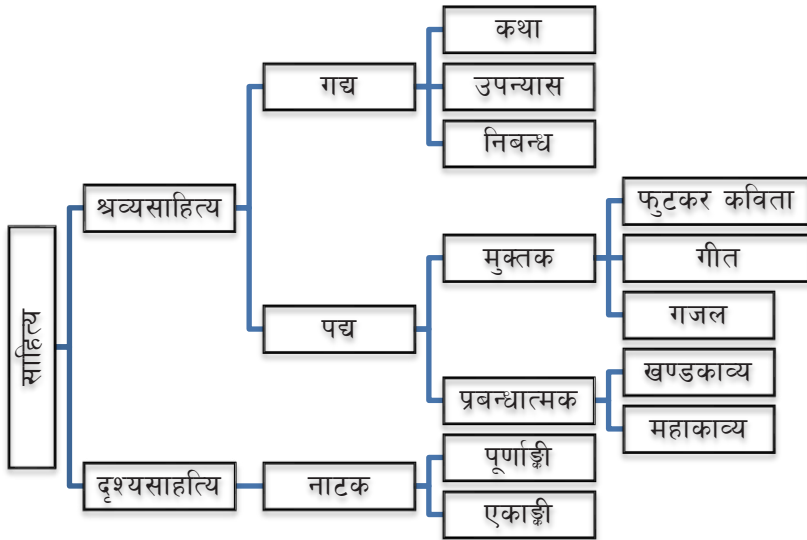 कथा
गद्य
उपन्यास
निबन्ध
श्रव्यसाहित्य
फुटकर कविता
मुक्तक
गीत
साहित्य
पद्य
गजल
खण्डकाव्य
प्रबन्धात्मक
महाकाव्य
पूर्णाङ्की
दृश्यसाहत्यि
नाटक
एकाङ्की